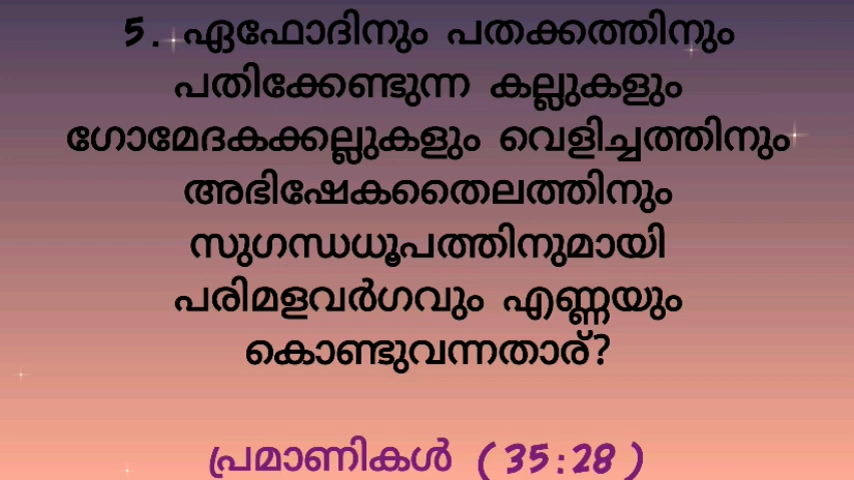 5. ഏഫോദിനും പതക്കത്തിനും
പതിക്കേണ്ടുന്ന കല്ലുകളും
ഗോമേദകക്കല്ലുകളും വെളിച്ചത്തിനും
അഭിഷേകതൈലത്തിനും
സുഗന്ധധൂപത്തിനുമായി
പരിമളവർഗവും എണ്ണയും
കൊണ്ടുവന്നതാര്?
പ്രമാണികൾ (35:28)